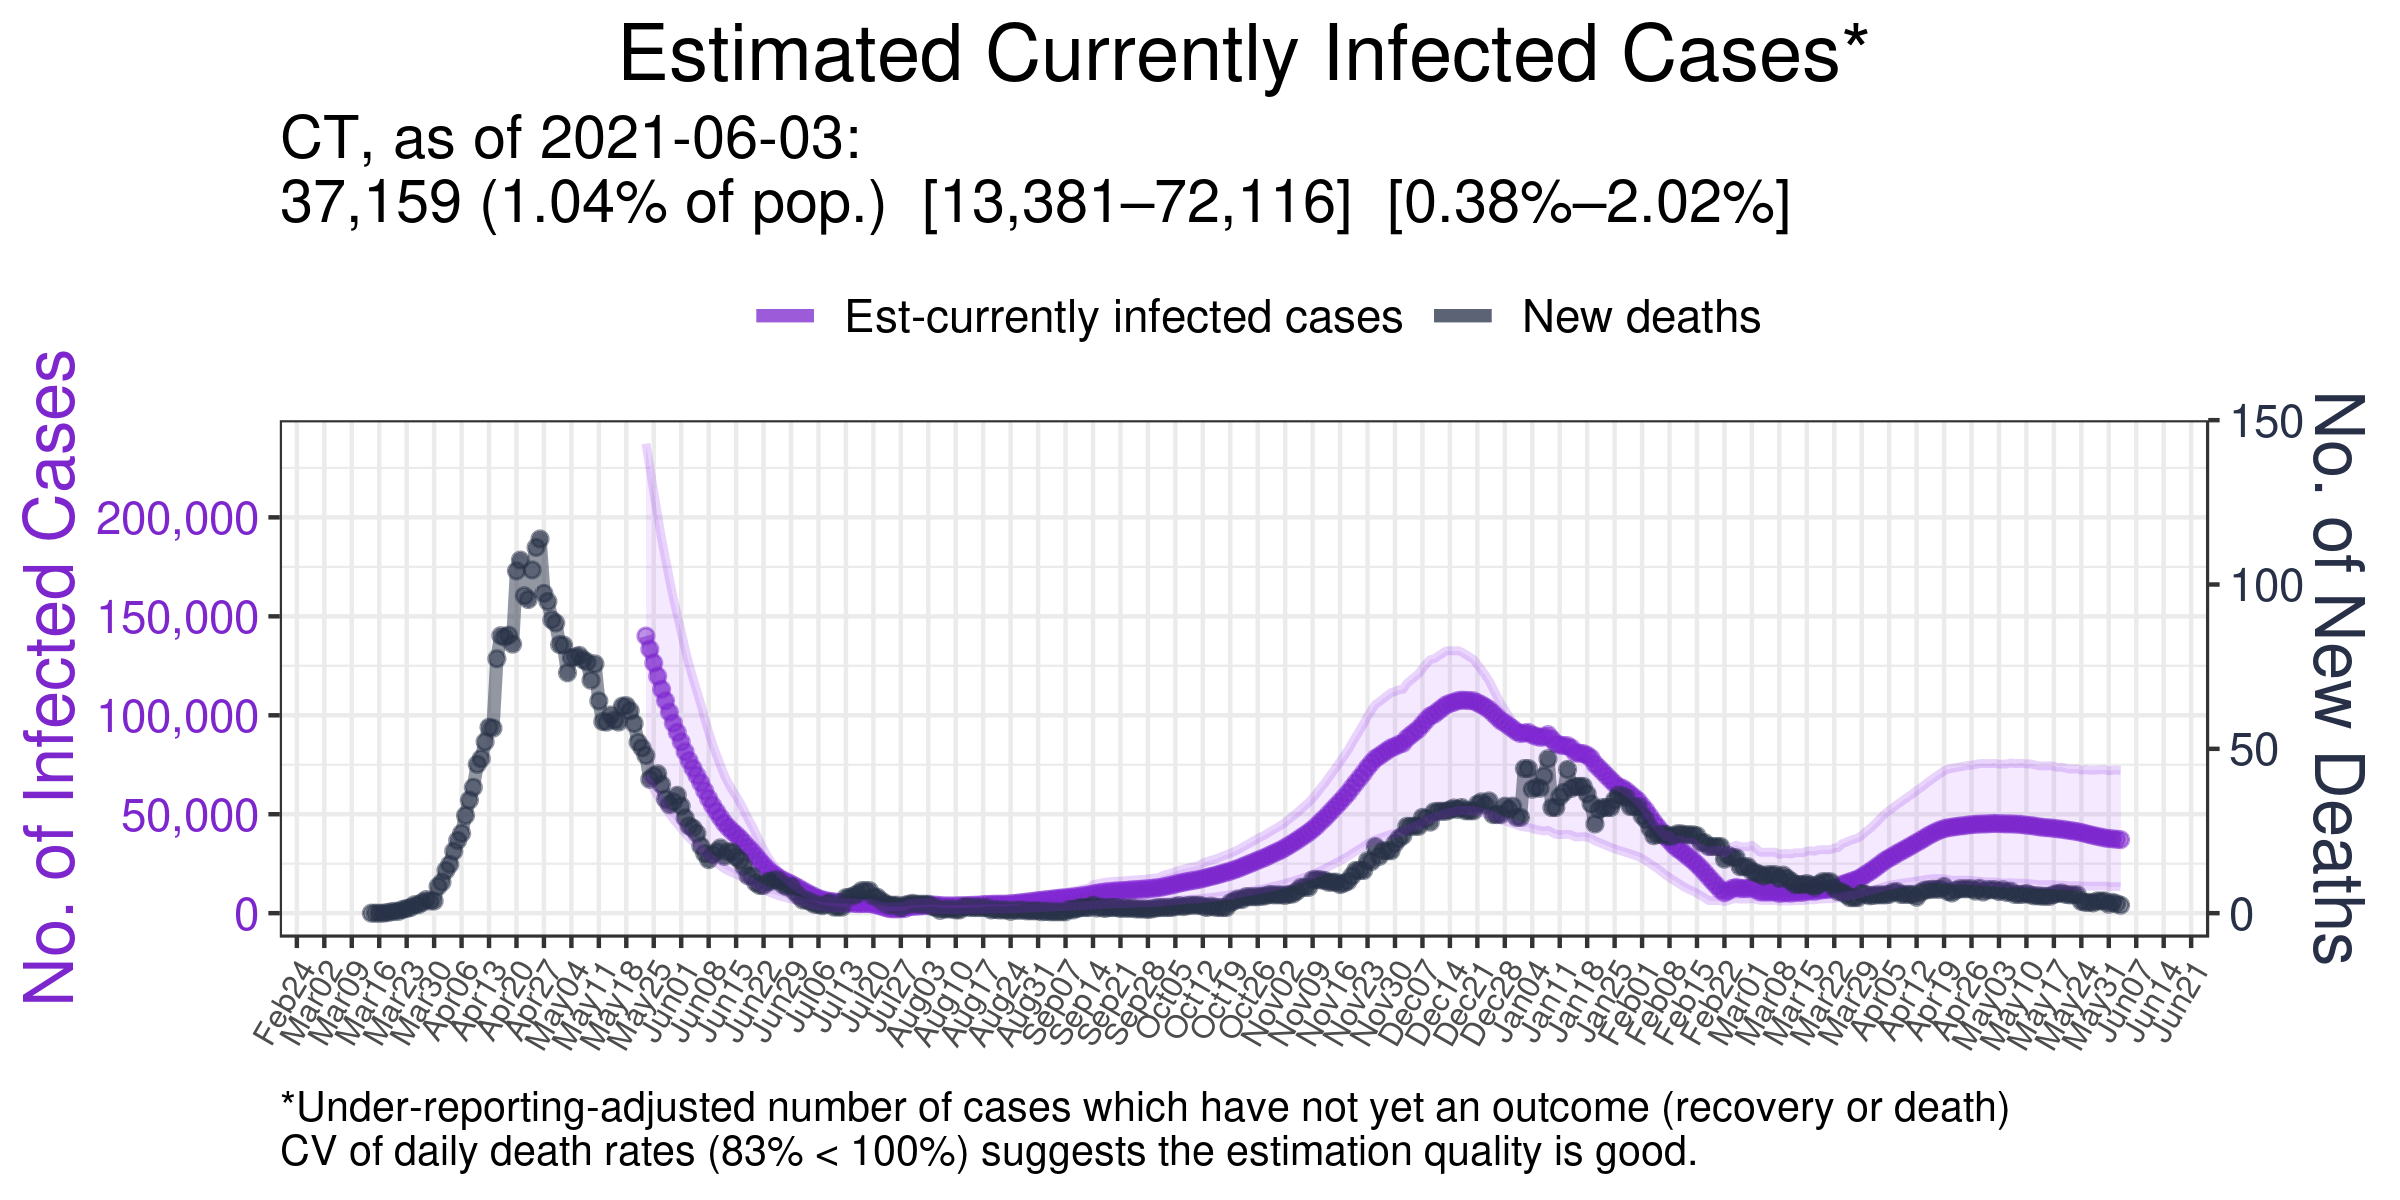 Estimated Currently Infected Cases*
CT, as of 2021-06-03:
37,159 (1.04% of pop.) [13,381–72,116] [0.38%–2.02%]
Est-currently infected cases
New deaths
No. of Infected Cases
200,000
150,000
100,000
50,000
0
150
100
50
0
No. of New Deaths
Feb24
Mar02
Mar09
Mar16
Mar23
Mar30
Apr06
Apr13
Apr20
Apr27
May04
May11
May18
May25
Jun01
Jun08
Jun15
Jun22
Jun29
Jul06
Jul13
Jul20
Jul27
Aug03
Aug10
Aug17
Aug24
Aug31
Sep07
Sep14
Sep21
Sep28
Oct05
Oct12
Oct19
Oct26
Nov02
Nov09
Nov16
Nov23
Nov30
Dec07
Dec14
Dec21
Dec28
Jan04
Jan11
Jan18
Jan25
Feb01
Feb08
Feb15
Feb22
Mar01
Mar08
Mar15
Mar22
Mar29
Apr05
Apr12
Apr19
Apr26
May03
May10
May17
May24
May31
Jun07
Jun14
Jun21
*Under-reporting-adjusted number of cases which have not yet an outcome (recovery or death)
CV of daily death rates (83% < 100%) suggests the estimation quality is good.